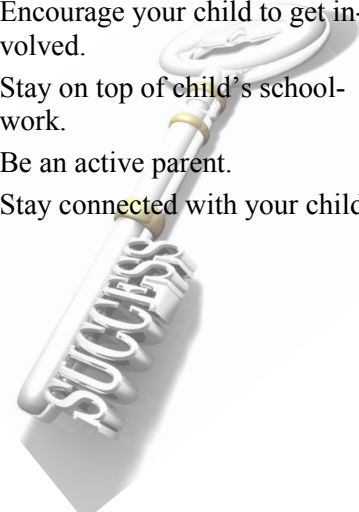 Encourage your child to get in-
volved.
Stay on top of child’s school-
work.
Be an active parent.
Stay connected with your child
SUCCESS